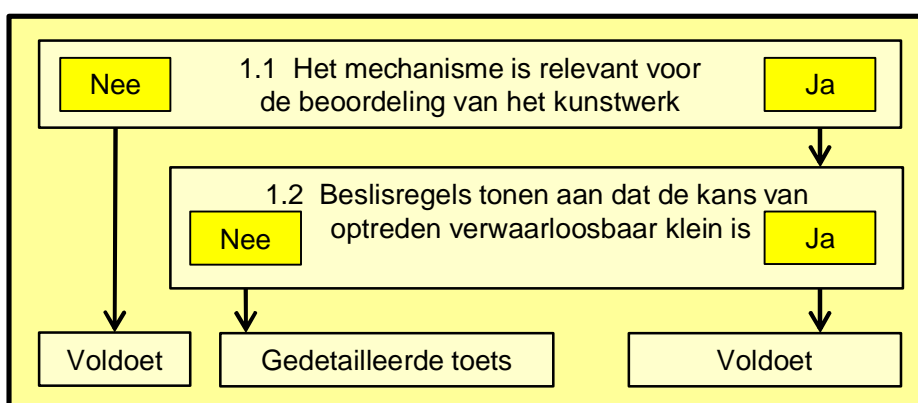 1.1 Het mechanisme is relevant voor
de beoordeling van het kunstwerk
Nee
Ja
1.2 Beslisregels tonen aan dat de kans van
optreden verwaarloosbaar klein is
Nee
Ja
Voldoet
Gedetailleerde toets
Voldoet